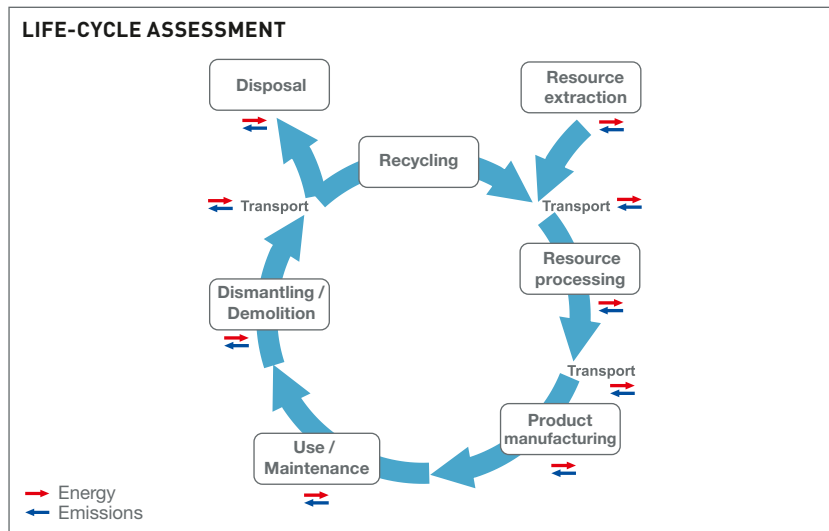 LIFE-CYCLE ASSESSMENT
Disposal
Resource
extraction
Recycling
Transport
Transport
Resource
processing
Dismantling /
Demolition
Transport
Product
manufacturing
Use /
Maintenance
Energy
Emissions